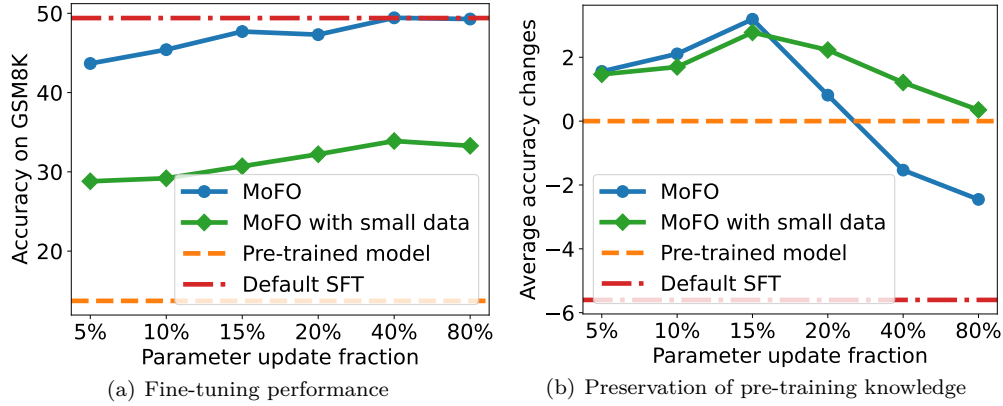 Accuracy on GSM8K
50
40
30
20
MoFO
MoFO with small data
Pre-trained model
Default SFT
5% 10% 15% 20% 40% 80%
Parameter update fraction
(a) Fine-tuning performance
Average accuracy changes
2
0
−2
−4
−6
MoFO
MoFO with small data
Pre-trained model
Default SFT
5% 10% 15% 20% 40% 80%
Parameter update fraction
(b) Preservation of pre-training knowledge